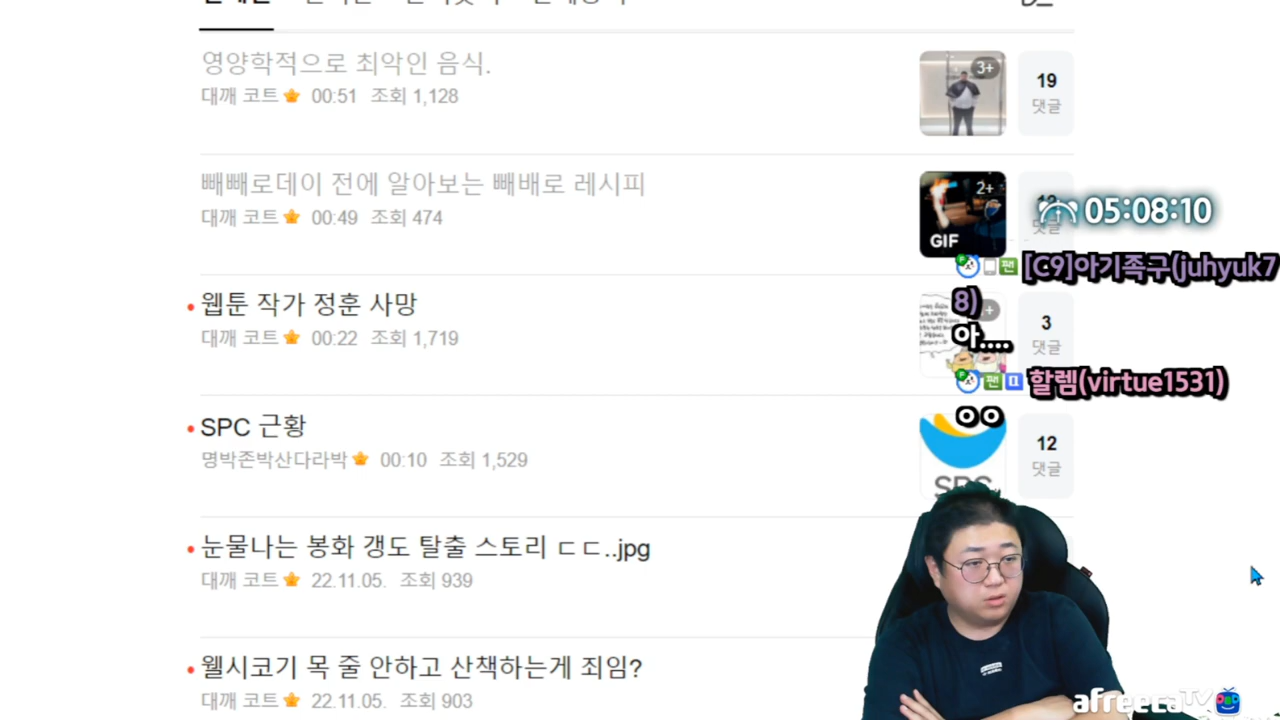 영양학적으로 최악인 음식.
대깨 코트 00:51 조회 1,128
3+
19
댓글
빼빼로데이 전에 알아보는 빼배로 레시피
대깨 코트 00:49 조회 474
2+
GIF
댓글
05:08:10
[C9]아기족구(juhyuk7
8)
아....
웹툰 작가 정훈 사망
대깨 코트 00:22 조회 1,719
3
댓글
팬
할렘(virtue1531)
ㅇㅇ
SPC 근황
명박존박산다라박 00:10 조회 1,529
SPC
12
댓글
눈물나는 봉화 갱도 탈출 스토리 ㄷㄷ..jpg
대깨 코트 22.11.05. 조회 939
웰시코기 목 줄 안하고 산책하는게 죄임?
대깨 코트 22.11.05. 조회 903
afreecaTV